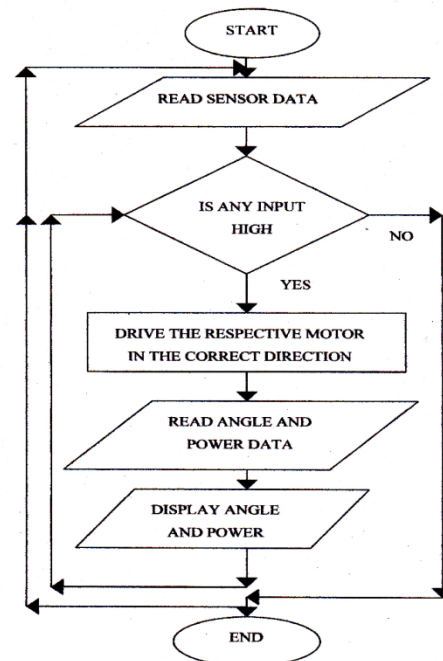 START
READ SENSOR DATA
IS ANY INPUT
HIGH
NO
YES
DRIVE THE RESPECTIVE MOTOR
IN THE CORRECT DIRECTION
READ ANGLE AND
POWER DATA
DISPLAY ANGLE
AND POWER
END